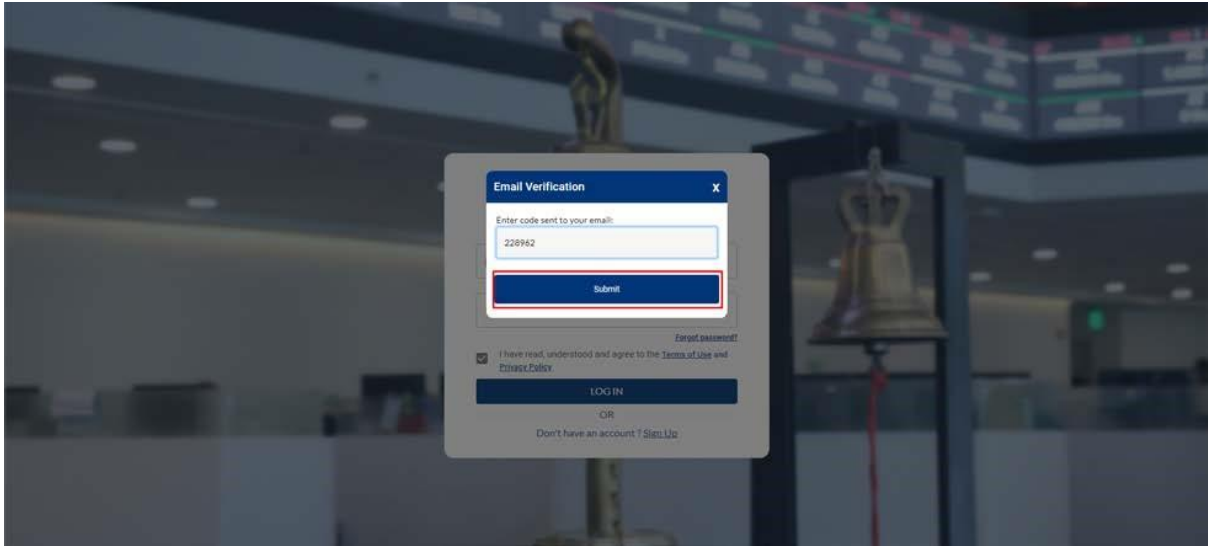 Email Verification
X
Enter code sent to your email:
228962
Submit
Forgot password?
I have read, understood and agree to the Terms of Use and
Privacy Policy
LOG IN
OR
Don't have an account ? Sign Up